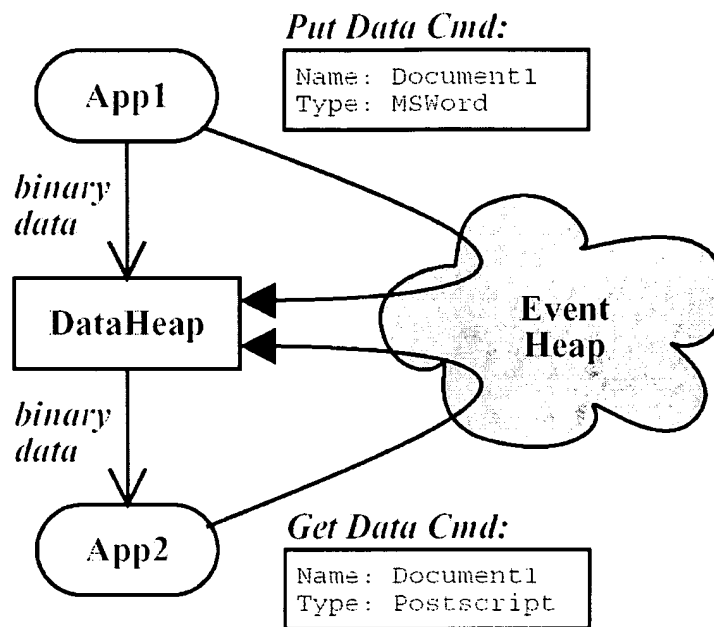 Put Data Cmd:
Name: Document1
Type: MSWord
App1
binary
data
DataHeap
Event
Heap
binary
data
App2
Get Data Cmd:
Name: Document1
Type: Postscript